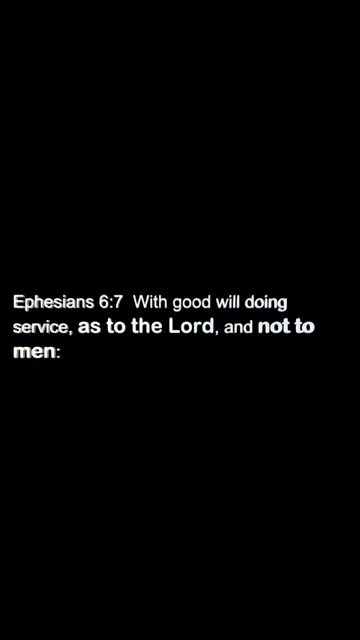 Ephesians 6:7  With good will doing
service, as to the Lord, and not to
men: